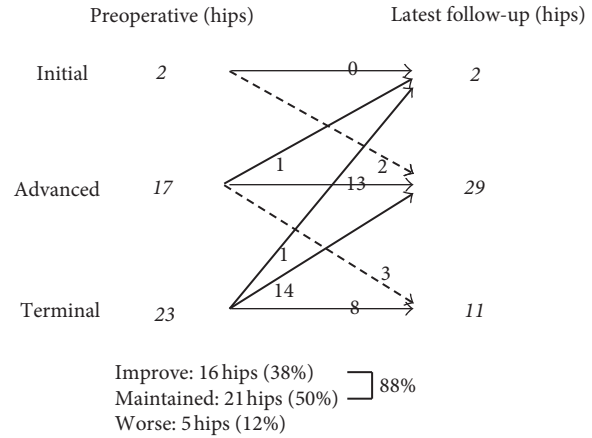 Preoperative (hips) Latest follow-up (hips)
Initial 2 0 2
1 2
Advanced 17 13 29
1 3
14
Terminal 23 8 11
Improve: 16 hips (38%)
88%
Maintained: 21 hips (50%)
Worse: 5 hips (12%)